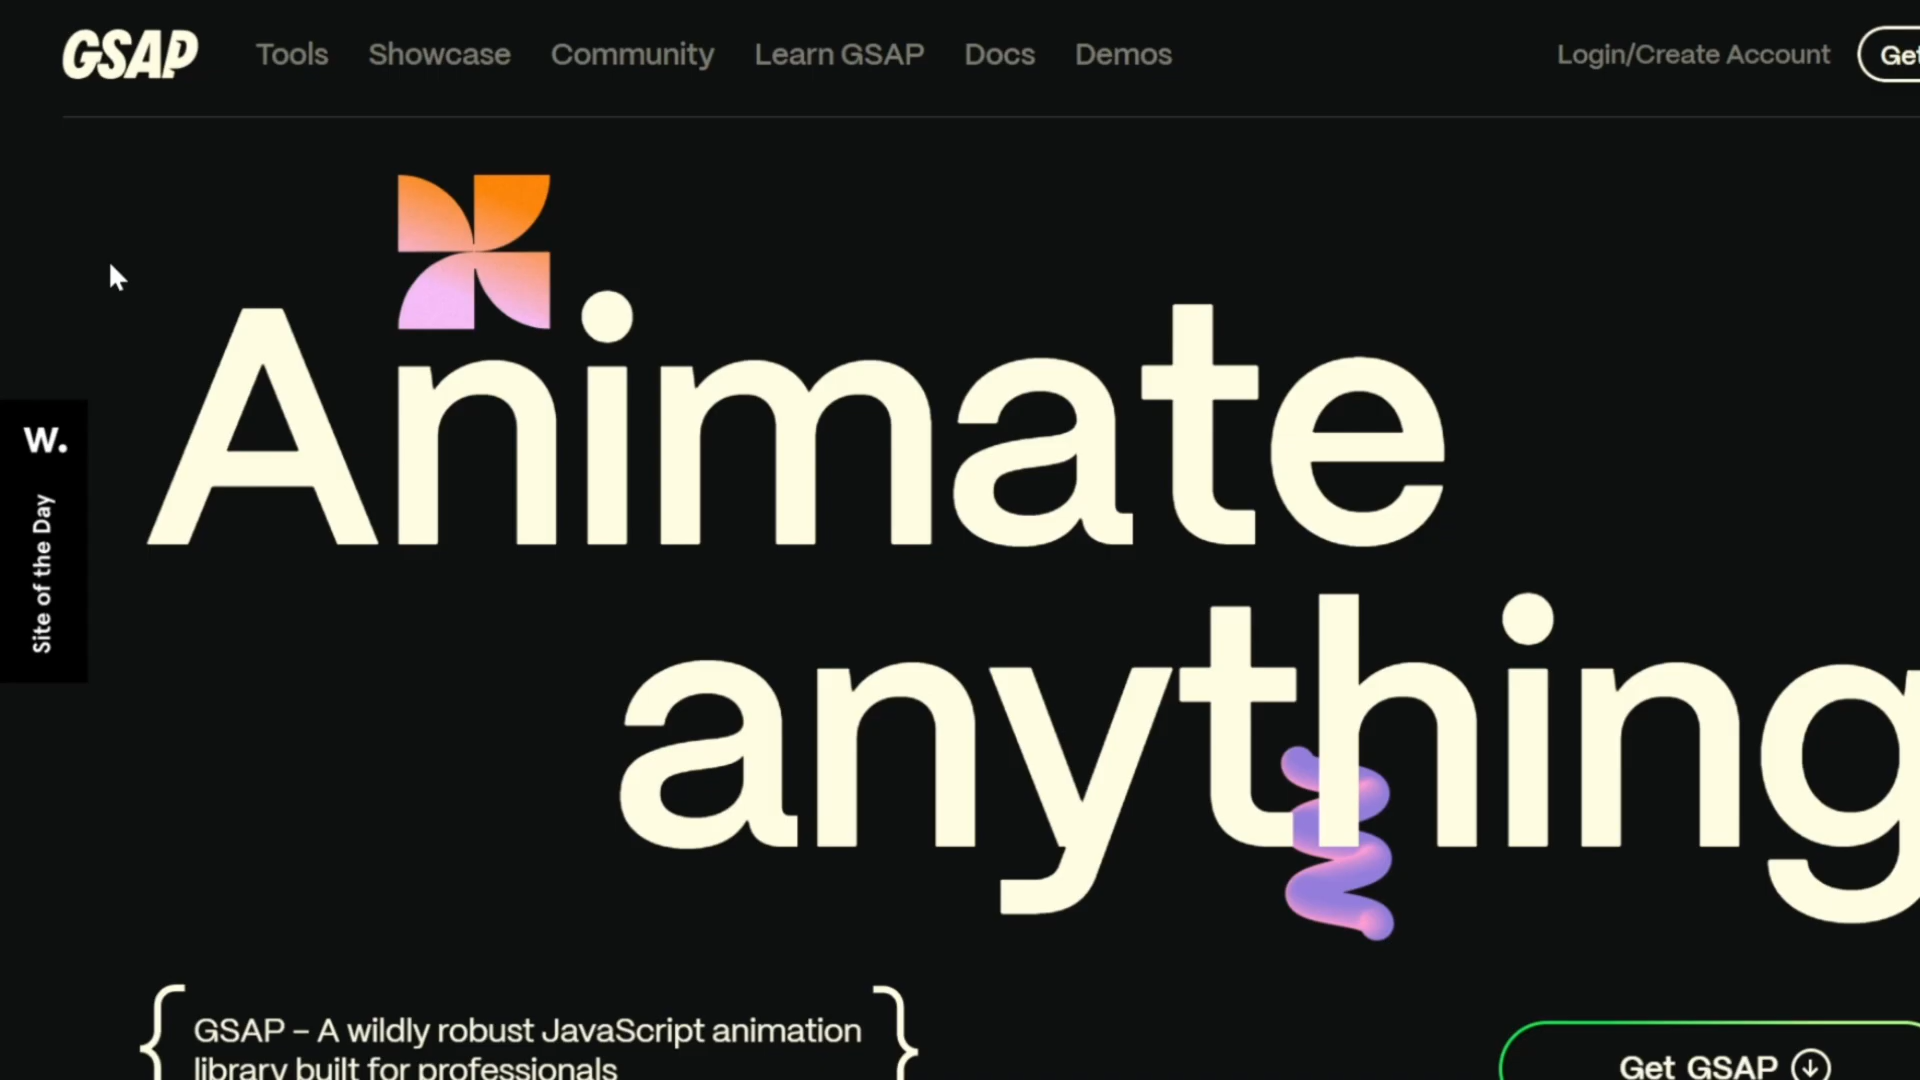 GSAP Tools Showcase Community Learn GSAP Docs Demos Login/Create Account Get
Animate
anything
W.
Site of the Day
{ GSAP – A wildly robust JavaScript animation }
library built for professionals
Get GSAP